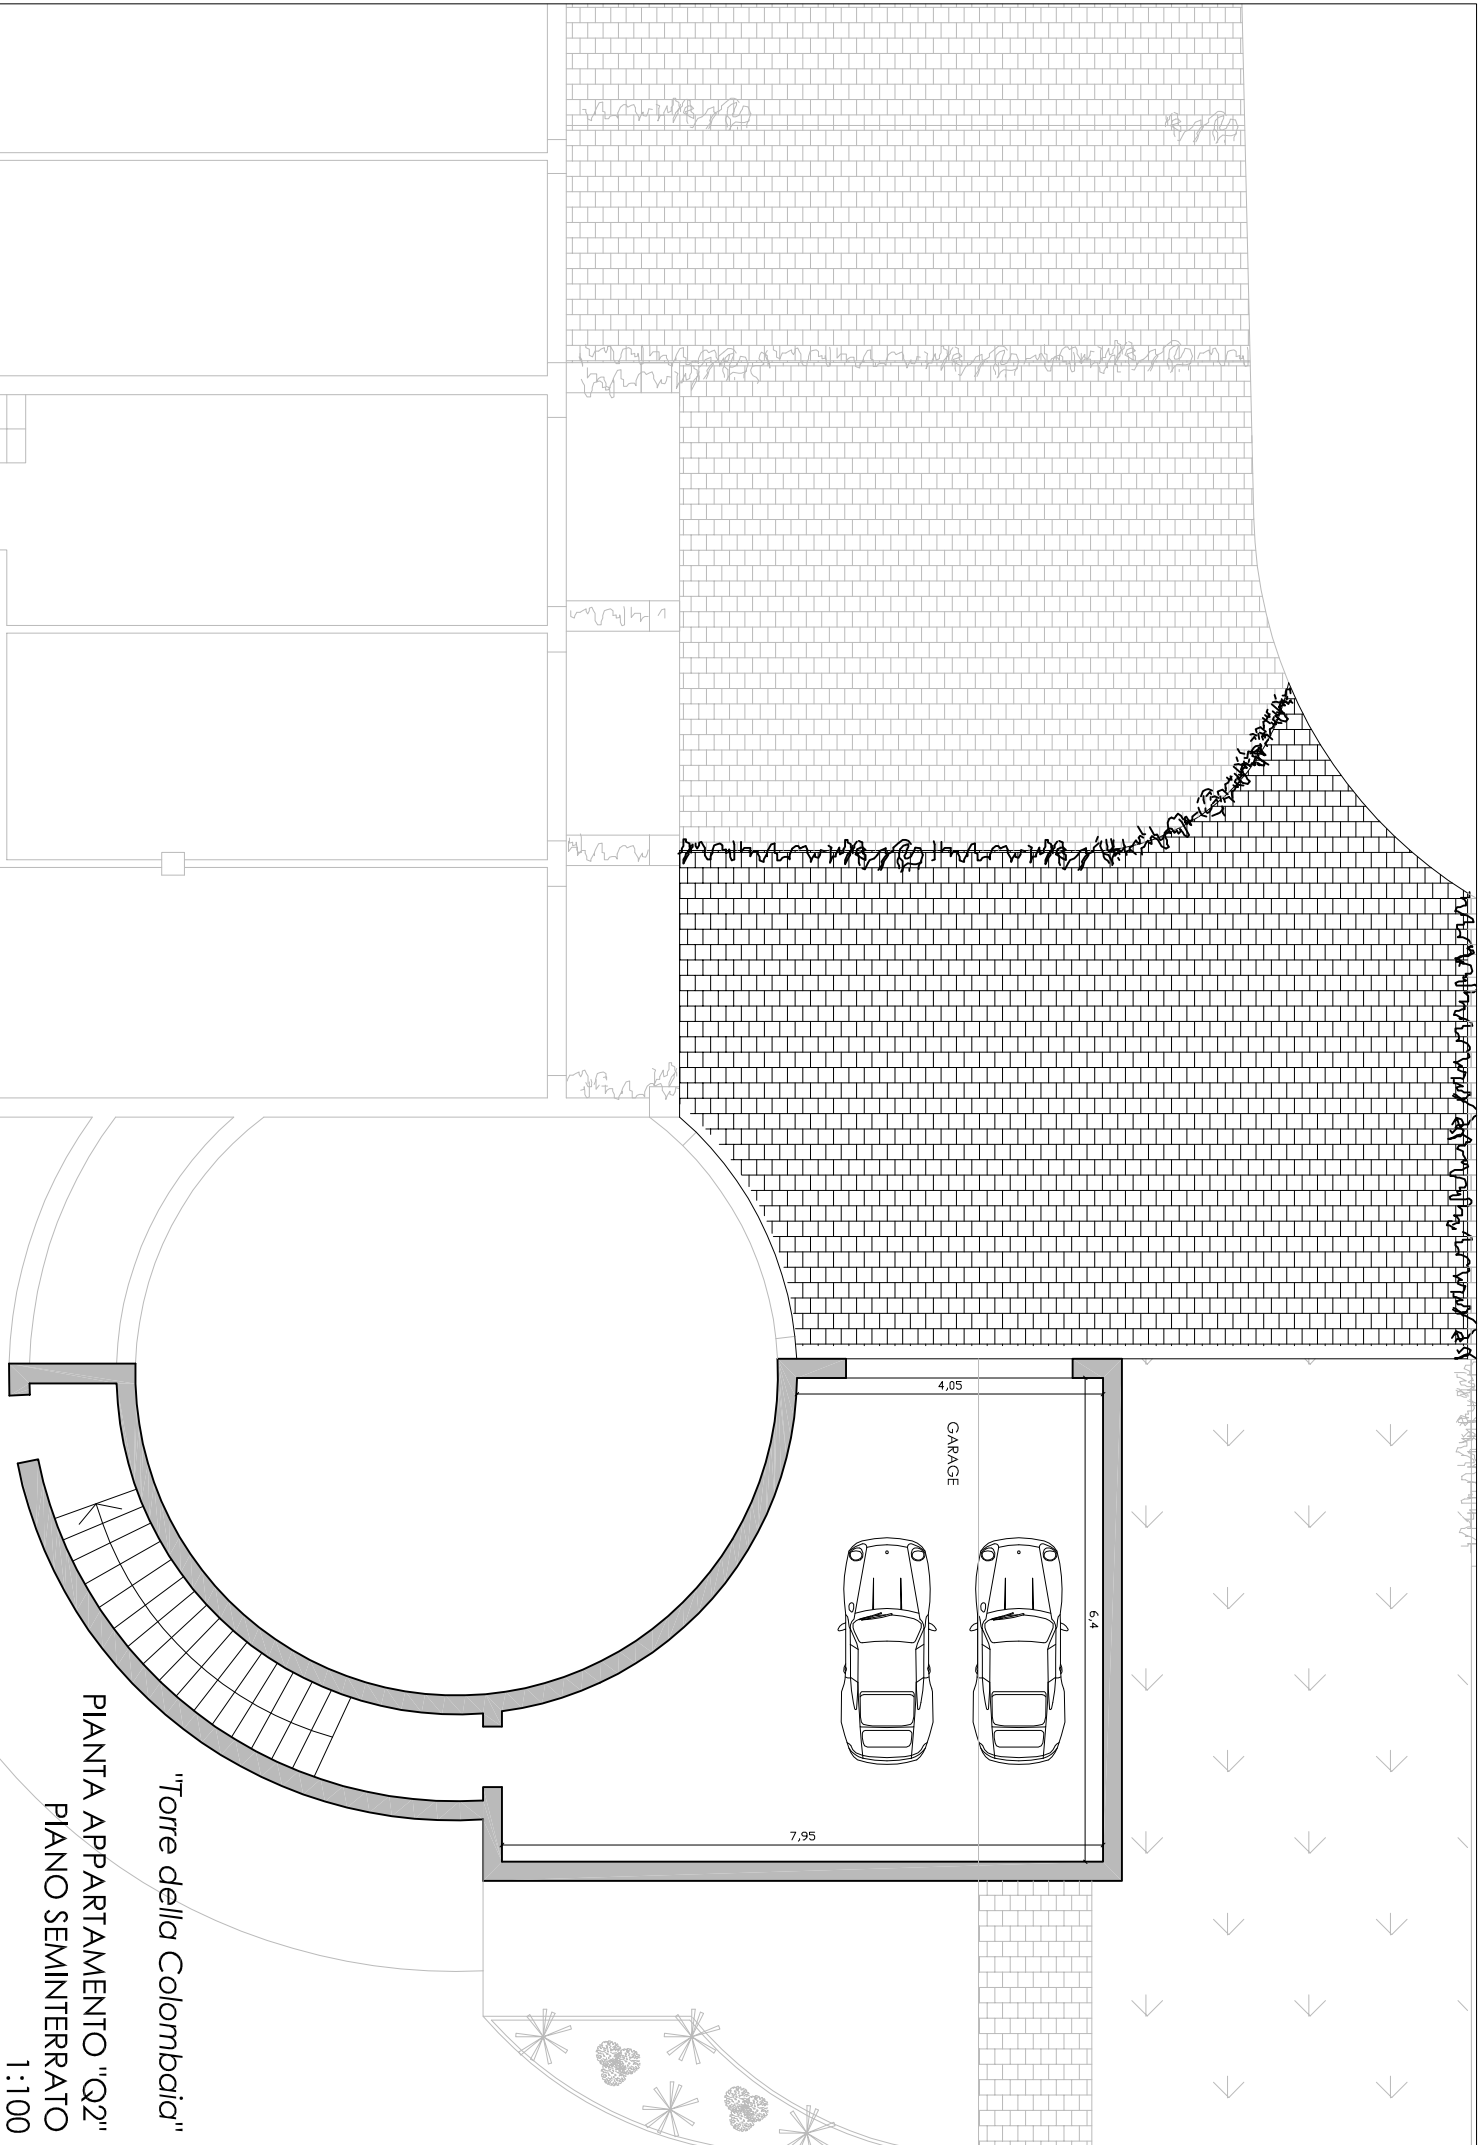 4,05
GARAGE
6,4
7,95
"Torre della Colombaia"
PIANTA APPARTAMENTO "Q2"
PIANO SEMINTERRATO
1:100